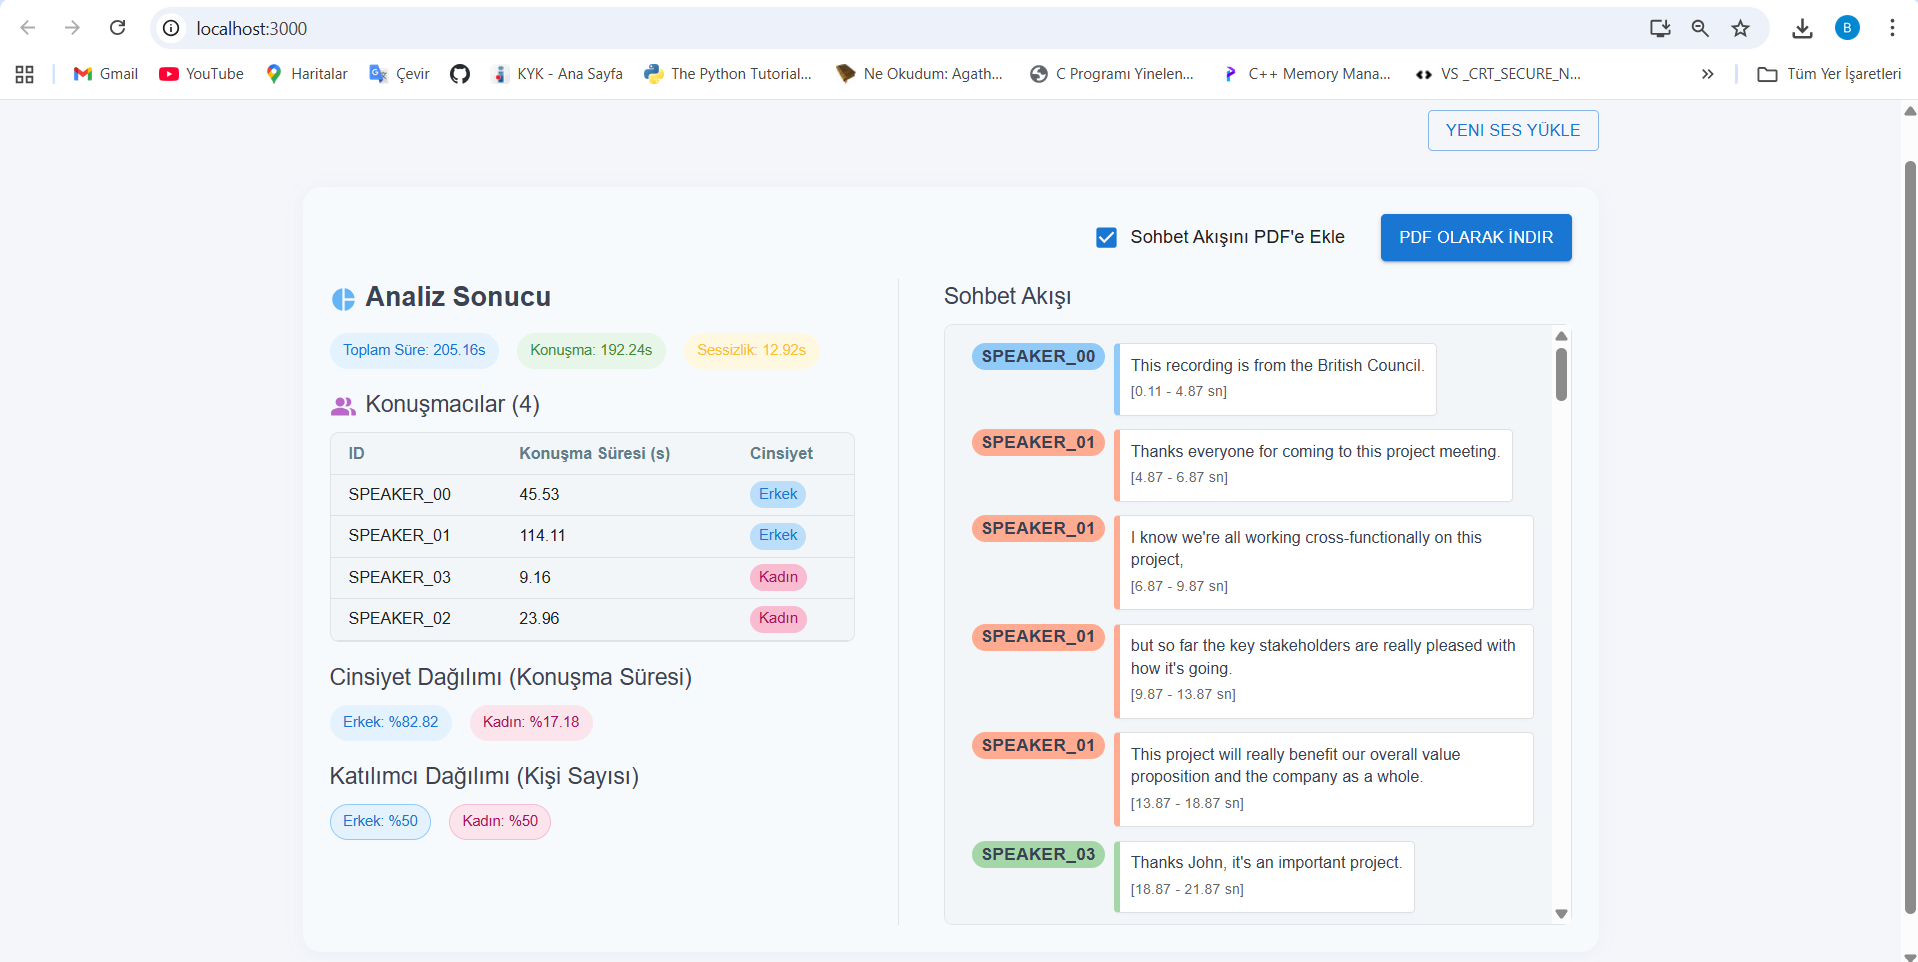 localhost:3000
B
Gmail
YouTube
Haritalar
Çevir
KYK - Ana Sayfa
The Python Tutorial...
Ne Okudum: Agath...
C Programı Yinelen...
C++ Memory Mana...
VS _CRT_SECURE_N...
Tüm Yer İşaretleri
YENI SES YÜKLE
Sohbet Akışını PDF'e Ekle
PDF OLARAK İNDIR
Analiz Sonucu
Toplam Süre: 205.16s
Konuşma: 192.24s
Sessizlik: 12.92s
Konuşmacılar (4)
ID Konuşma Süresi (s) Cinsiyet
SPEAKER_00 45.53 Erkek
SPEAKER_01 114.11 Erkek
SPEAKER_03 9.16 Kadın
SPEAKER_02 23.96 Kadın
Cinsiyet Dağılımı (Konuşma Süresi)
Erkek: %82.82
Kadın: %17.18
Katılımcı Dağılımı (Kişi Sayısı)
Erkek: %50
Kadın: %50
Sohbet Akışı
SPEAKER_00
This recording is from the British Council.
[0.11 - 4.87 sn]
SPEAKER_01
Thanks everyone for coming to this project meeting.
[4.87 - 6.87 sn]
SPEAKER_01
I know we're all working cross-functionally on this
project,
[6.87 - 9.87 sn]
SPEAKER_01
but so far the key stakeholders are really pleased with
how it's going.
[9.87 - 13.87 sn]
SPEAKER_01
This project will really benefit our overall value
proposition and the company as a whole.
[13.87 - 18.87 sn]
SPEAKER_03
Thanks John, it's an important project.
[18.87 - 21.87 sn]